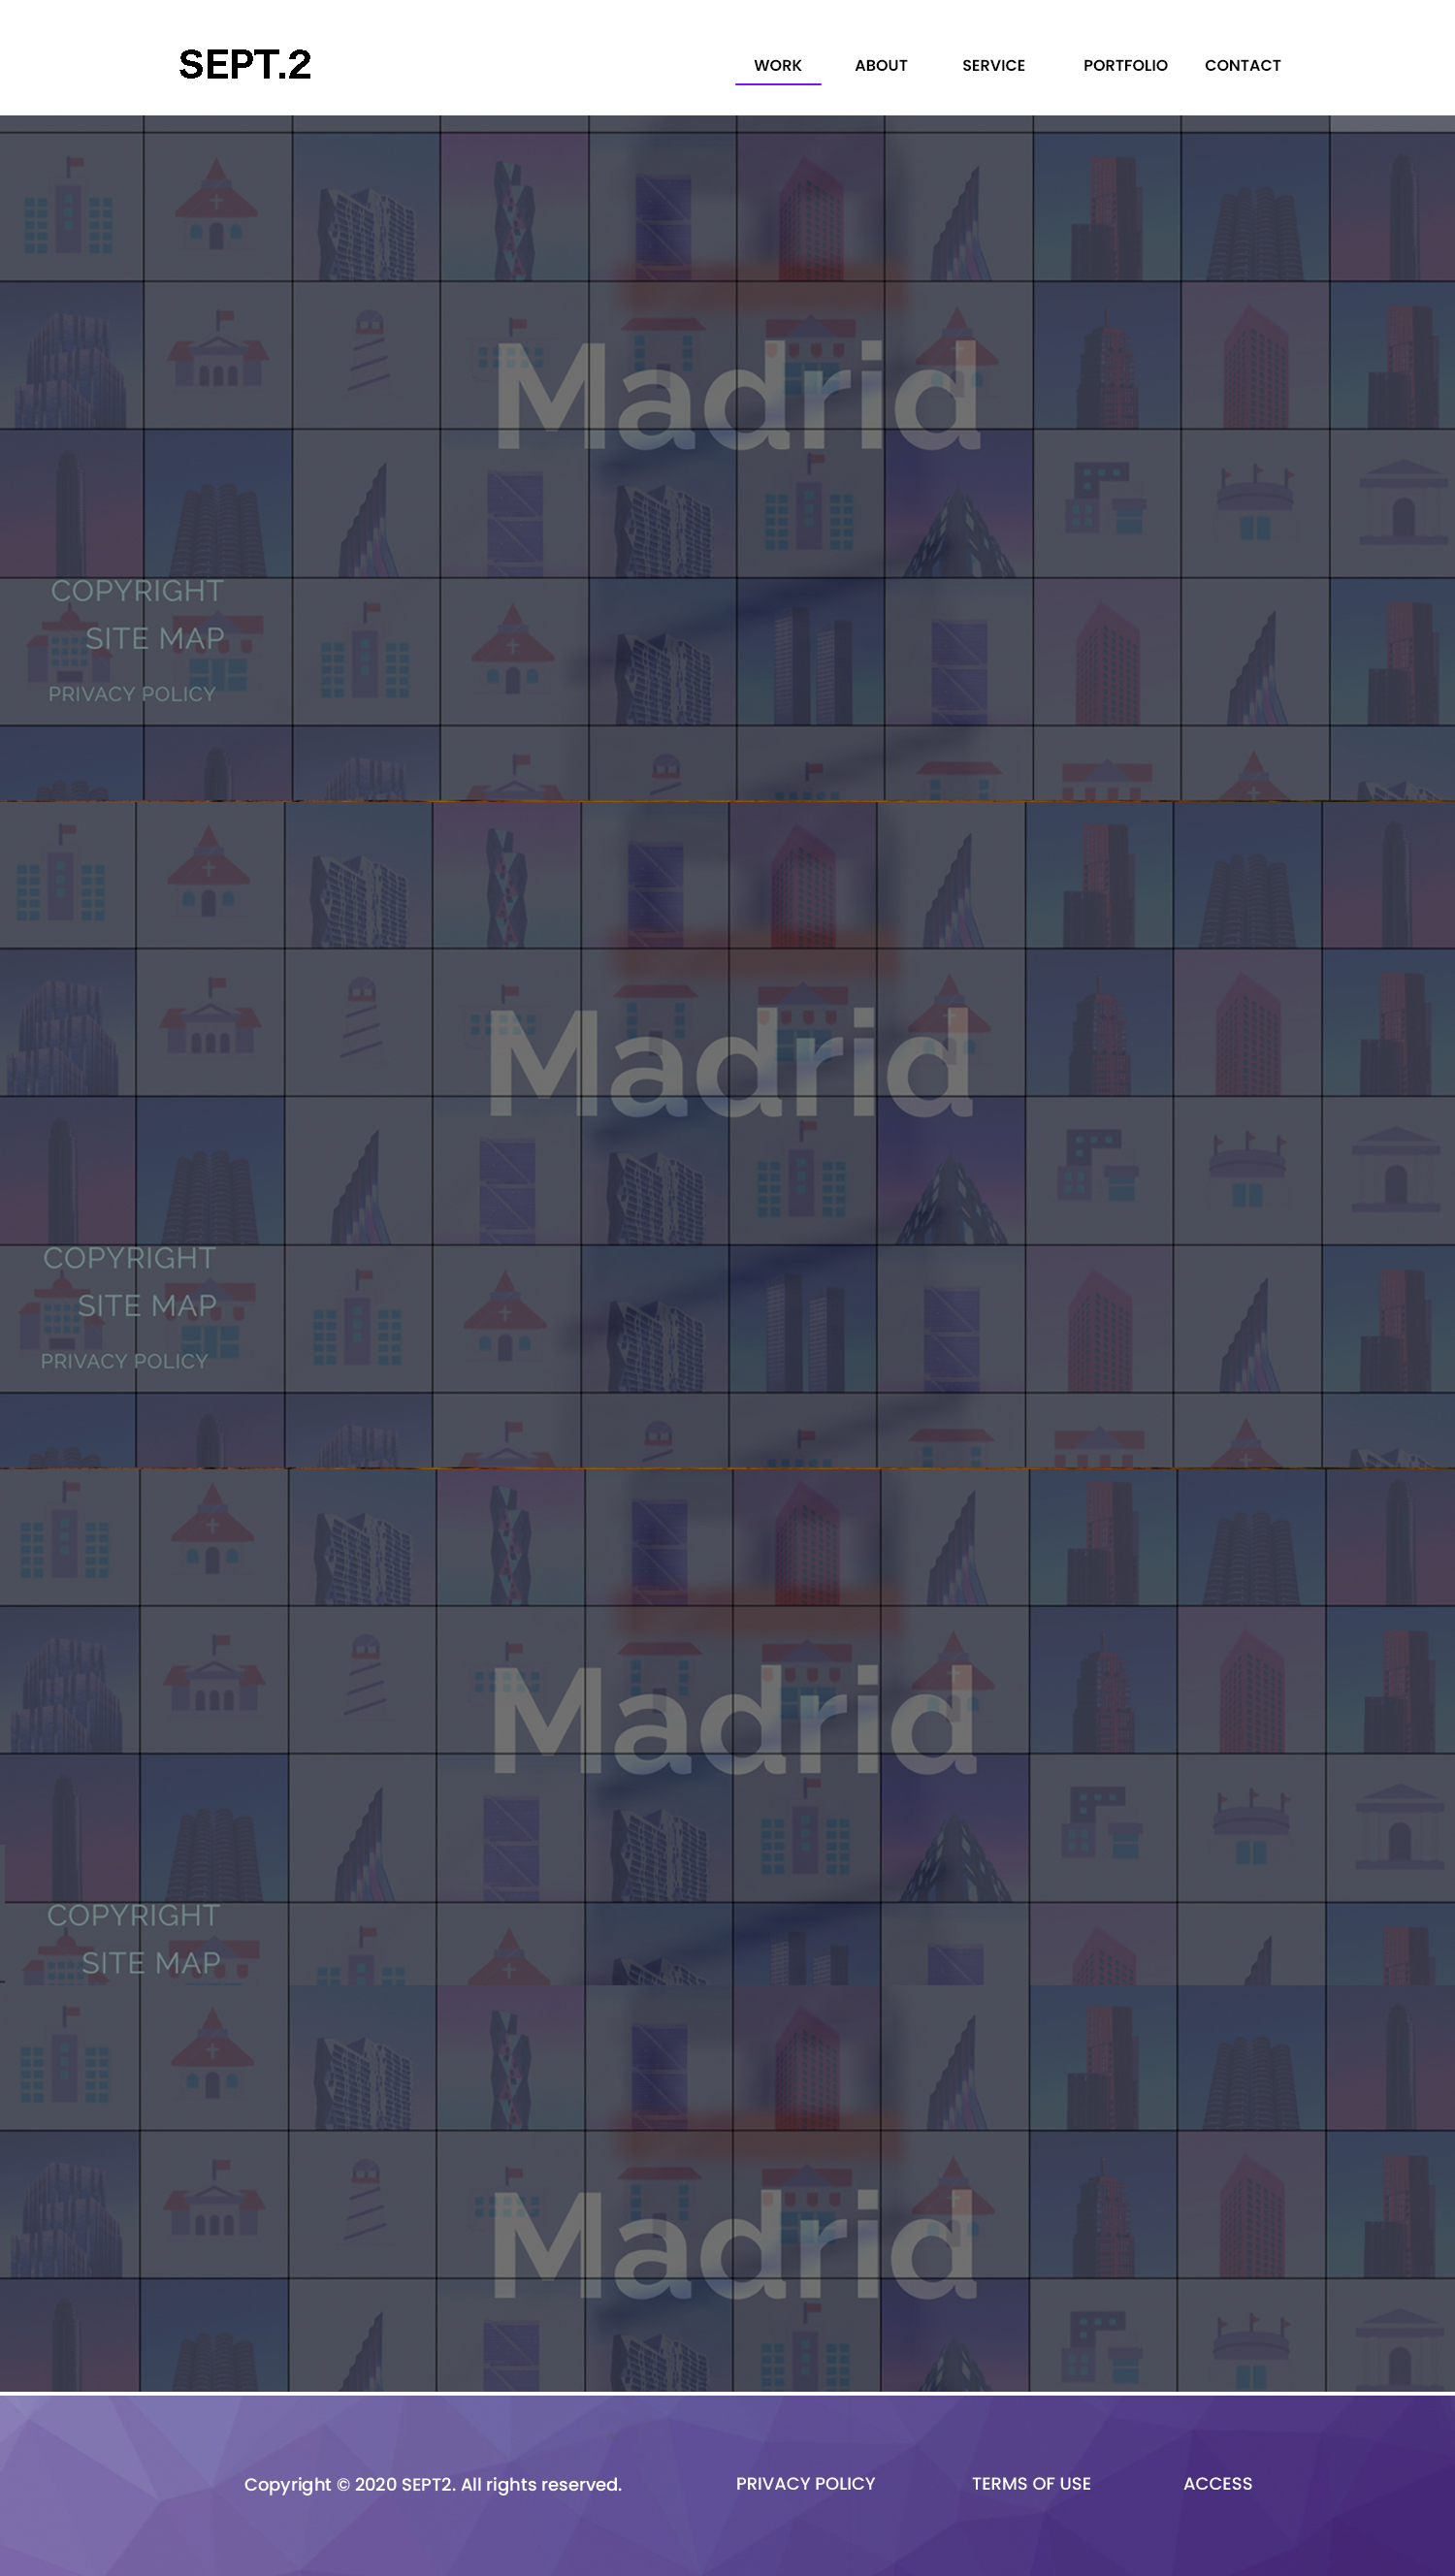 SEPT.2
WORK ABOUT SERVICE PORTFOLIO CONTACT
Madrid
COPYRIGHT
SITE MAP
PRIVACY POLICY
Madrid
COPYRIGHT
SITE MAP
PRIVACY POLICY
Madrid
COPYRIGHT
SITE MAP
Madrid
Copyright © 2020 SEPT2. All rights reserved. PRIVACY POLICY TERMS OF USE ACCESS